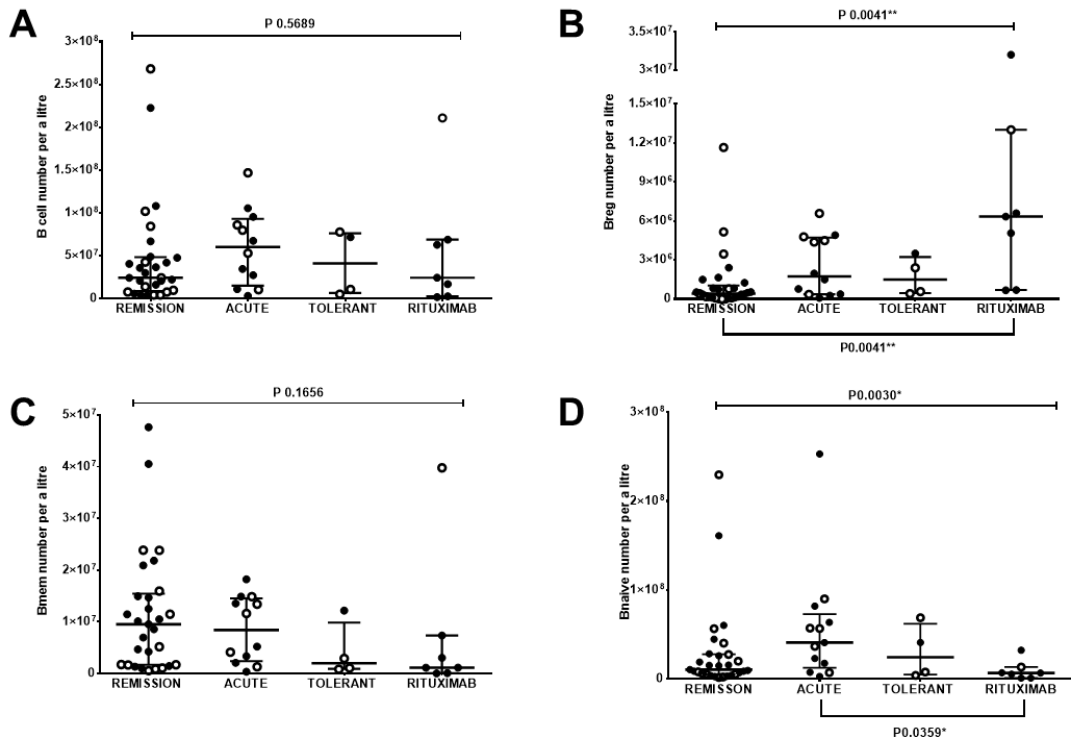 A
P 0.5689
B cell number per a litre
3×10⁸
2.5×10⁸
2×10⁸
1.5×10⁸
1×10⁸
5×10⁷
0
REMISSION ACUTE TOLERANT RITUXIMAB
B
P 0.0041**
Breg number per a litre
3.5×10⁷
3×10⁷
1.5×10⁷
1.2×10⁷
9×10⁶
6×10⁶
3×10⁶
0
REMISSION ACUTE TOLERANT RITUXIMAB
P0.0041**
C
P 0.1656
Bmem number per a litre
5×10⁷
4×10⁷
3×10⁷
2×10⁷
1×10⁷
0
REMISSION ACUTE TOLERANT RITUXIMAB
D
P0.0030*
Bnaive number per a litre
3×10⁸
2×10⁸
1×10⁸
0
REMISSON ACUTE TOLERANT RITUXIMAB
P0.0359*